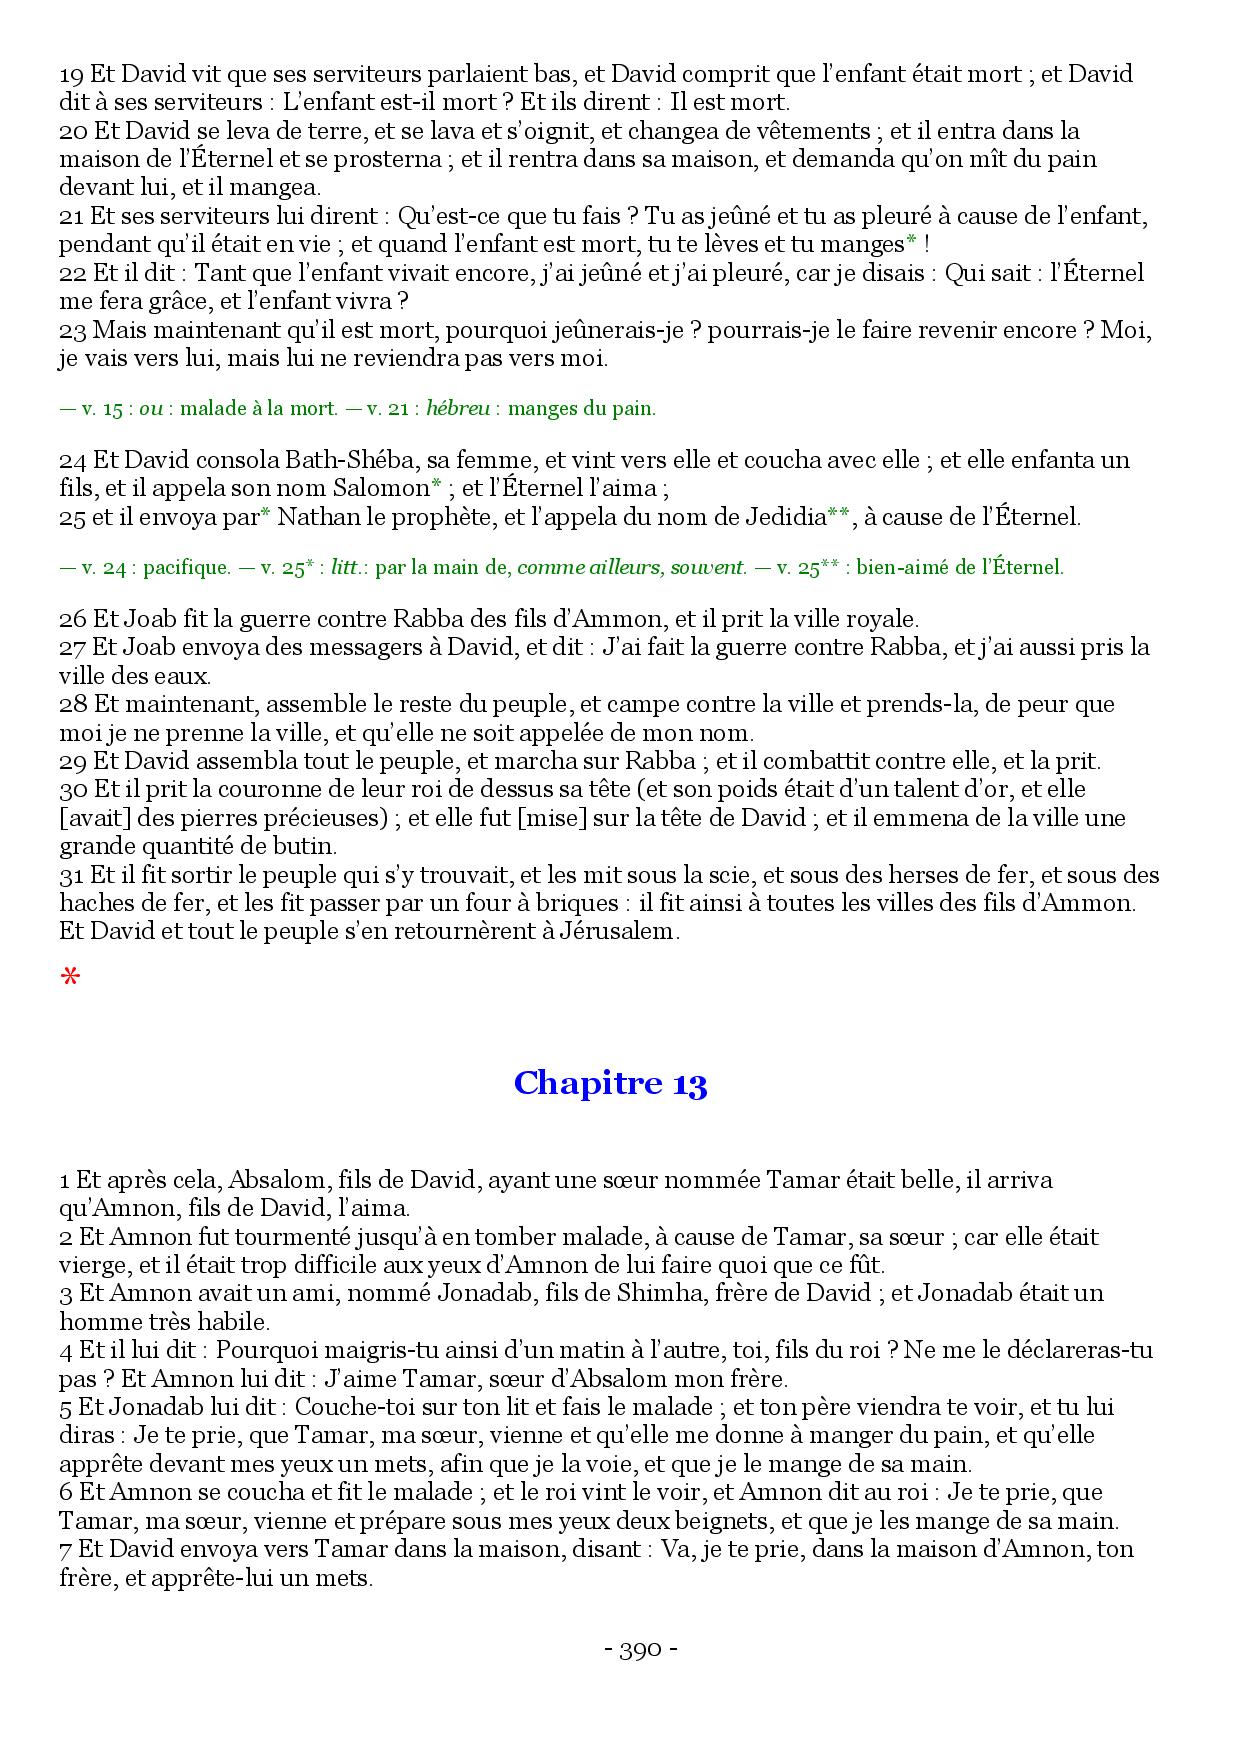 19 Et David vit que ses serviteurs parlaient bas, et David comprit que l’enfant était mort ; et David
dit à ses serviteurs : L’enfant est-il mort ? Et ils dirent : Il est mort.
20 Et David se leva de terre, et se lava et s’oignit, et changea de vêtements ; et il entra dans la
maison de l’Éternel et se prosterna ; et il rentra dans sa maison, et demanda qu’on mît du pain
devant lui, et il mangea.
21 Et ses serviteurs lui dirent : Qu’est-ce que tu fais ? Tu as jeûné et tu as pleuré à cause de l’enfant,
pendant qu’il était en vie ; et quand l’enfant est mort, tu te lèves et tu manges* !
22 Et il dit : Tant que l’enfant vivait encore, j’ai jeûné et j’ai pleuré, car je disais : Qui sait : l’Éternel
me fera grâce, et l’enfant vivra ?
23 Mais maintenant qu’il est mort, pourquoi jeûnerais-je ? pourrais-je le faire revenir encore ? Moi,
je vais vers lui, mais lui ne reviendra pas vers moi.
— v. 15 : ou : malade à la mort. — v. 21 : hébreu : manges du pain.
24 Et David consola Bath-Shéba, sa femme, et vint vers elle et coucha avec elle ; et elle enfanta un
fils, et il appela son nom Salomon* ; et l’Éternel l’aima ;
25 et il envoya par* Nathan le prophète, et l’appela du nom de Jedidia**, à cause de l’Éternel.
— v. 24 : pacifique. — v. 25* : litt.: par la main de, comme ailleurs, souvent. — v. 25** : bien-aimé de l’Éternel.
26 Et Joab fit la guerre contre Rabba des fils d’Ammon, et il prit la ville royale.
27 Et Joab envoya des messagers à David, et dit : J’ai fait la guerre contre Rabba, et j’ai aussi pris la
ville des eaux.
28 Et maintenant, assemble le reste du peuple, et campe contre la ville et prends-la, de peur que
moi je ne prenne la ville, et qu’elle ne soit appelée de mon nom.
29 Et David assembla tout le peuple, et marcha sur Rabba ; et il combattit contre elle, et la prit.
30 Et il prit la couronne de leur roi de dessus sa tête (et son poids était d’un talent d’or, et elle
[avait] des pierres précieuses) ; et elle fut [mise] sur la tête de David ; et il emmena de la ville une
grande quantité de butin.
31 Et il fit sortir le peuple qui s’y trouvait, et les mit sous la scie, et sous des herses de fer, et sous des
haches de fer, et les fit passer par un four à briques : il fit ainsi à toutes les villes des fils d’Ammon.
Et David et tout le peuple s’en retournèrent à Jérusalem.
*
Chapitre 13
1 Et après cela, Absalom, fils de David, ayant une sœur nommée Tamar était belle, il arriva
qu’Amnon, fils de David, l’aima.
2 Et Amnon fut tourmenté jusqu’à en tomber malade, à cause de Tamar, sa sœur ; car elle était
vierge, et il était trop difficile aux yeux d’Amnon de lui faire quoi que ce fût.
3 Et Amnon avait un ami, nommé Jonadab, fils de Shimha, frère de David ; et Jonadab était un
homme très habile.
4 Et il lui dit : Pourquoi maigris-tu ainsi d’un matin à l’autre, toi, fils du roi ? Ne me le déclareras-tu
pas ? Et Amnon lui dit : J’aime Tamar, sœur d’Absalom mon frère.
5 Et Jonadab lui dit : Couche-toi sur ton lit et fais le malade ; et ton père viendra te voir, et tu lui
diras : Je te prie, que Tamar, ma sœur, vienne et qu’elle me donne à manger du pain, et qu’elle
apprête devant mes yeux un mets, afin que je la voie, et que je le mange de sa main.
6 Et Amnon se coucha et fit le malade ; et le roi vint le voir, et Amnon dit au roi : Je te prie, que
Tamar, ma sœur, vienne et prépare sous mes yeux deux beignets, et que je les mange de sa main.
7 Et David envoya vers Tamar dans la maison, disant : Va, je te prie, dans la maison d’Amnon, ton
frère, et apprête-lui un mets.
- 390 -